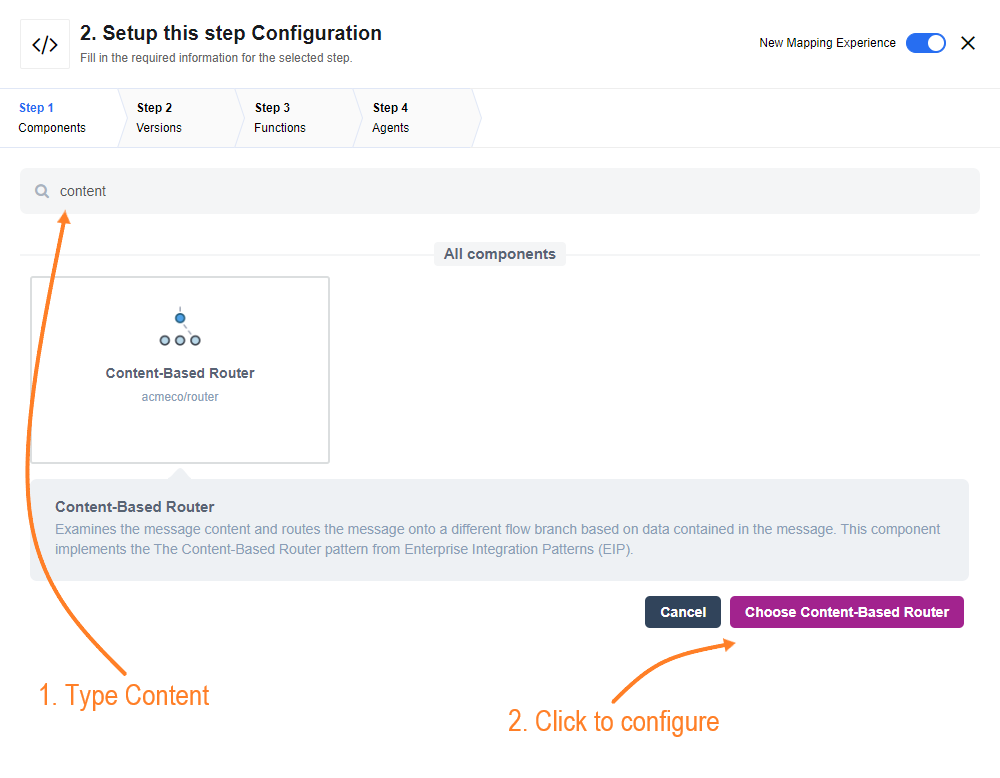 </>
2. Setup this step Configuration
Fill in the required information for the selected step.
New Mapping Experience
Step 1
Components
Step 2
Versions
Step 3
Functions
Step 4
Agents
content
All components
Content-Based Router
acmeco/router
Content-Based Router
Examines the message content and routes the message onto a different flow branch based on data contained in the message. This component
implements the The Content-Based Router pattern from Enterprise Integration Patterns (EIP).
Cancel
Choose Content-Based Router
1. Type Content
2. Click to configure